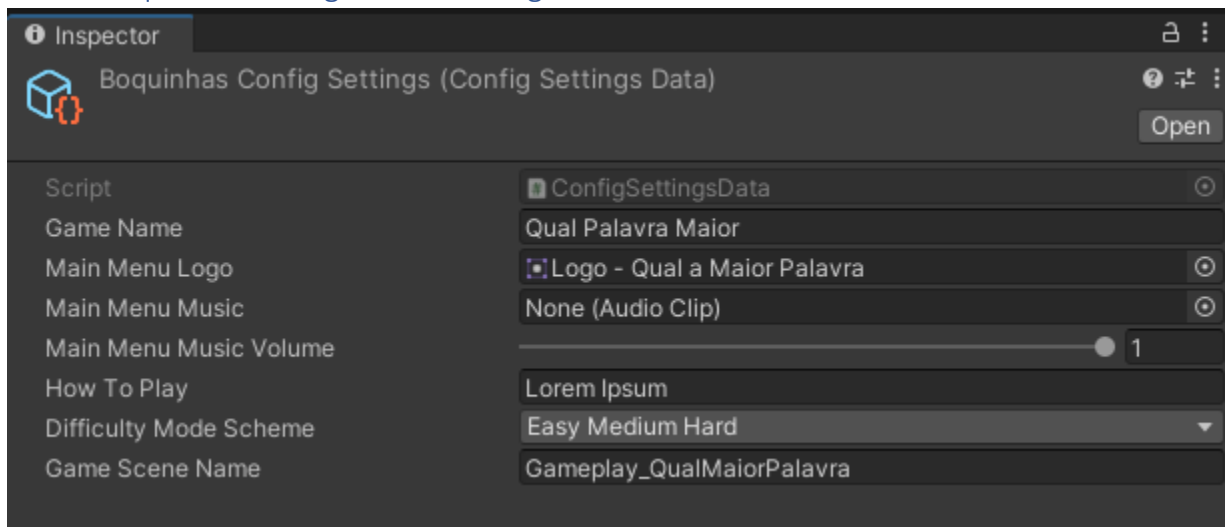 Inspector
Boquinhas Config Settings (Config Settings Data)
Open
Script ConfigSettingsData
Game Name Qual Palavra Maior
Main Menu Logo Logo - Qual a Maior Palavra
Main Menu Music None (Audio Clip)
Main Menu Music Volume 1
How To Play Lorem Ipsum
Difficulty Mode Scheme Easy Medium Hard
Game Scene Name Gameplay_QualMaiorPalavra